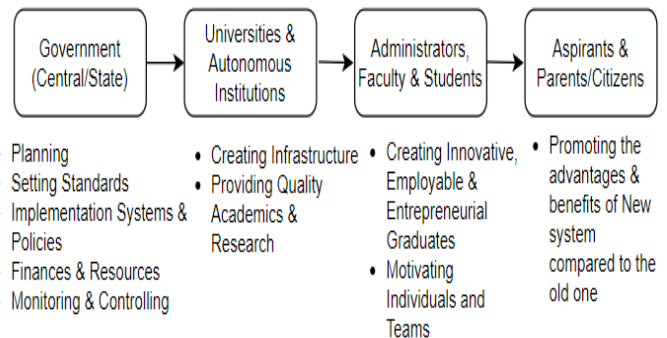 Government
(Central/State)
Universities &
Autonomous
Institutions
Administrators,
Faculty & Students
Aspirants &
Parents/Citizens
Planning
Setting Standards
Implementation Systems &
Policies
Finances & Resources
Monitoring & Controlling
• Creating Infrastructure
• Providing Quality
Academics &
Research
• Creating Innovative,
Employable &
Entrepreneurial
Graduates
• Motivating
Individuals and
Teams
• Promoting the
advantages &
benefits of New
system
compared to the
old one